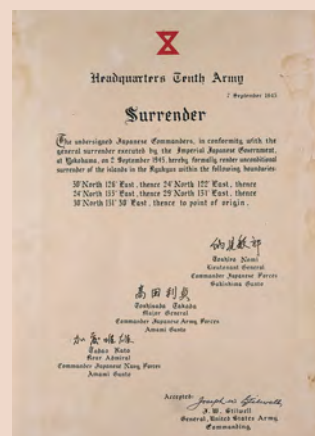 Headquarters Tenth Army
7 September 1945
Surrender
The undersigned Japanese Commanders, in conformity with the
general surrender executed by the Imperial Japanese Government,
at Yokohama, on 2 September 1945, hereby formally render unconditional
surrender of the islands in the Ryukyus within the following boundaries:
30° North 126° East, thence 24° North 122° East, thence
24° North 133° East, thence 29° North 131° East, thence
30° North 131° 30' East, thence to point of origin.
納見敏郎
Toshiro Nomi
Lieutenant General
Commander Japanese Forces
Sakishima Gunto
高田利貞
Toshisada Takada
Major General
Commander Japanese Army Forces
Amami Gunto
加藤唯雄
Tadao Kato
Rear Admiral
Commander Japanese Navy Forces
Amami Gunto
Accepted:
Joseph W Stilwell
J. W. Stilwell
General, United States Army
Commanding